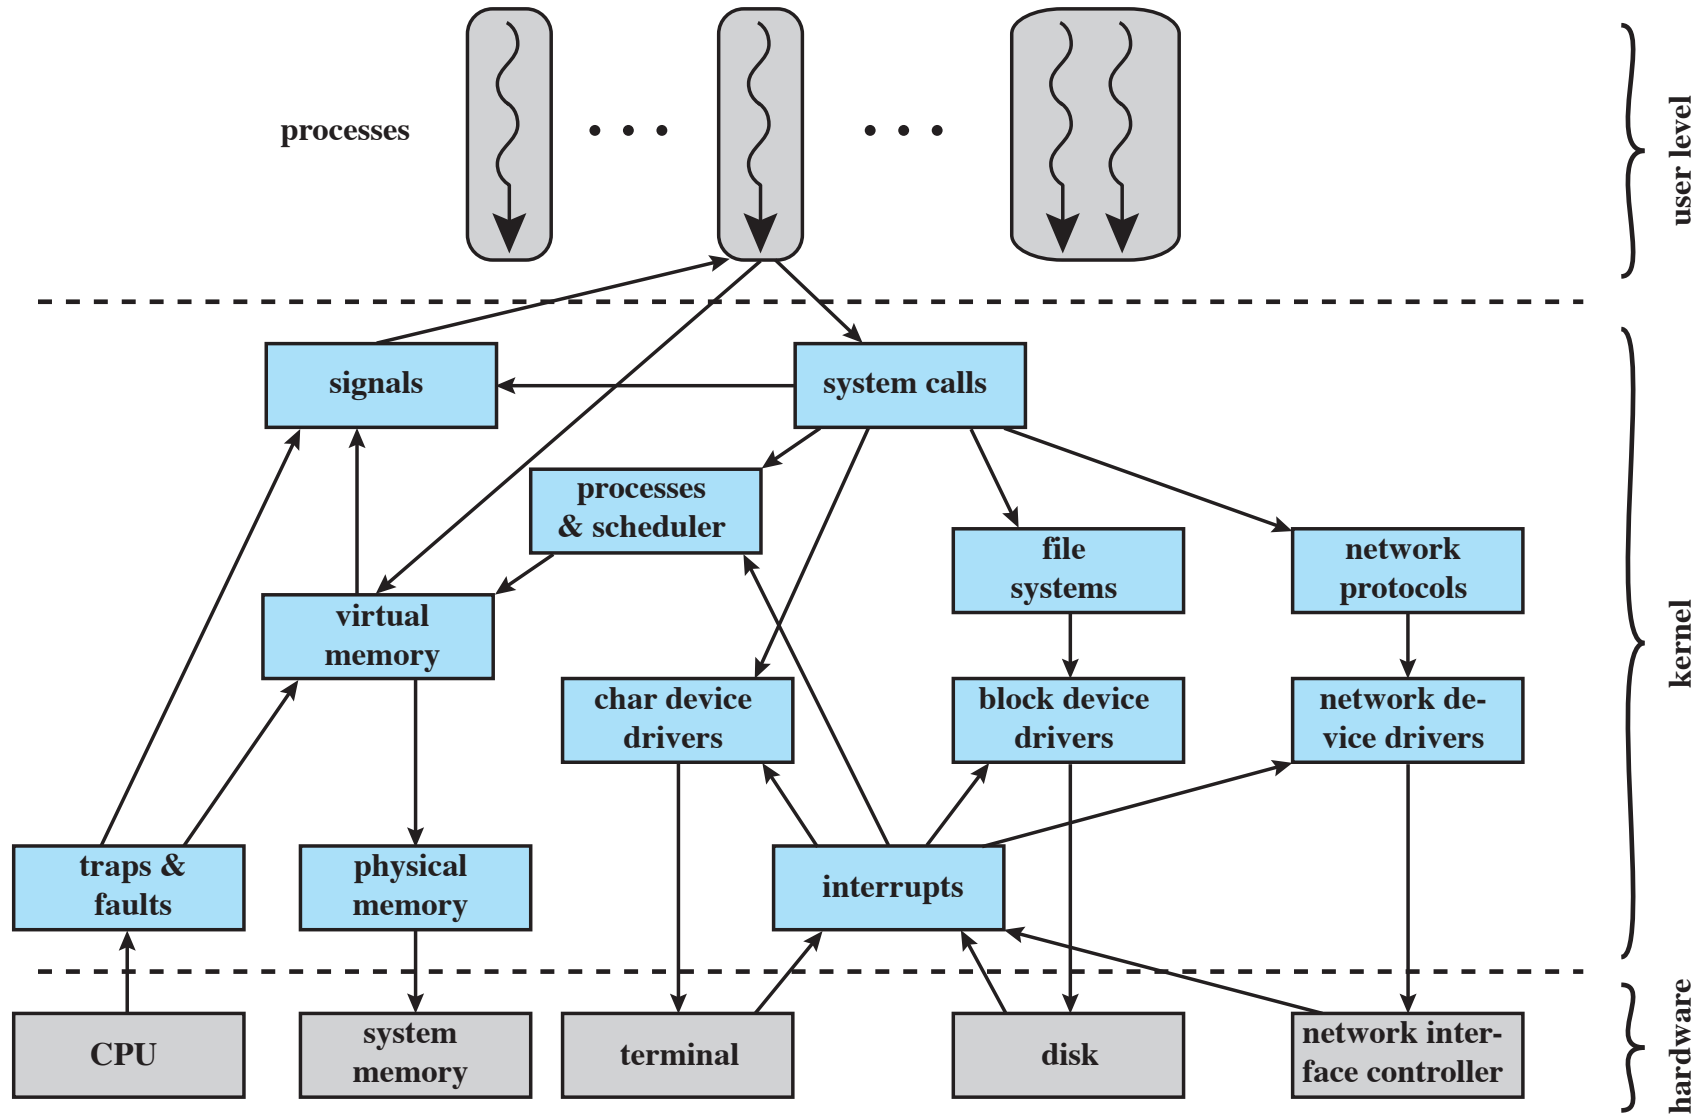 processes
user level
signals
system calls
processes
& scheduler
file
systems
network
protocols
virtual
memory
kernel
char device
drivers
block device
drivers
network de-
vice drivers
traps &
faults
physical
memory
interrupts
CPU
system
memory
terminal
disk
network inter-
face controller
hardware